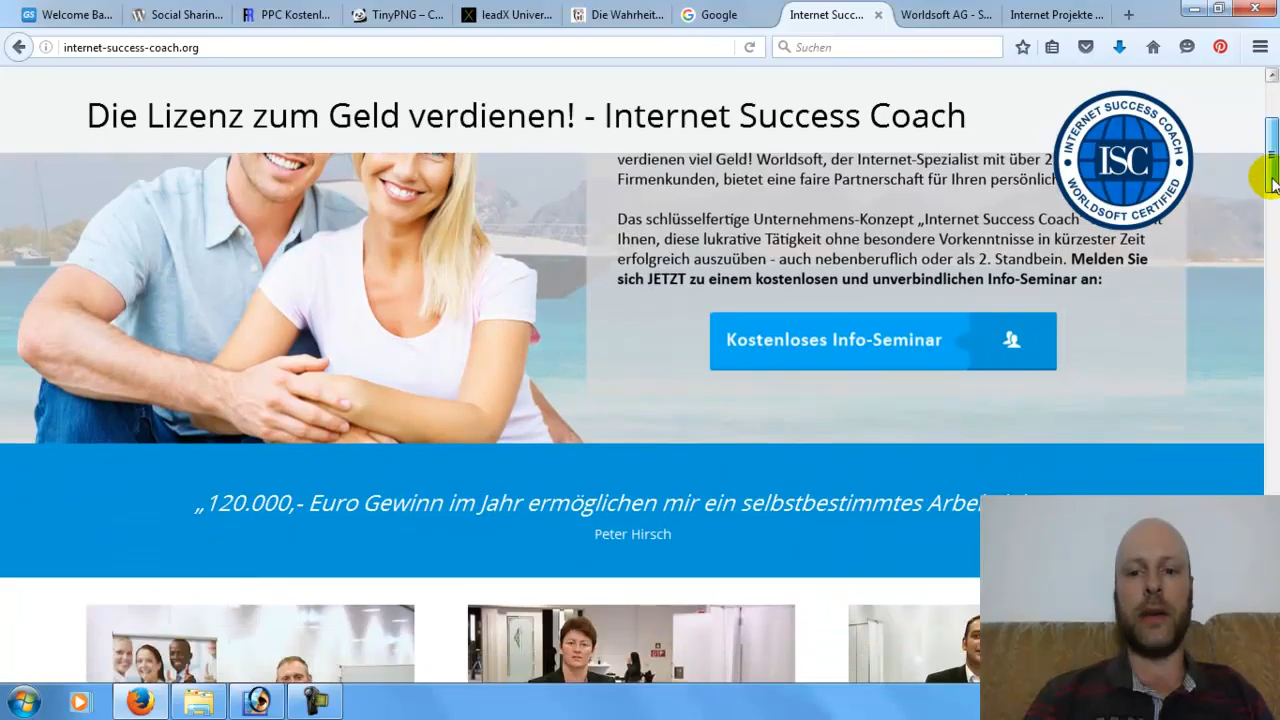 Welcome Ba...
Social Sharin...
PPC Kostenl...
TinyPNG – C...
leadX Univer...
Die Wahrheit...
Google
Internet Succ...
Worldsoft AG - S...
Internet Projekte ...
internet-success-coach.org
Suchen
Die Lizenz zum Geld verdienen! - Internet Success Coach
INTERNET SUCCESS COACH
ISC
WORLDSOFT CERTIFIED
verdienen viel Geld! Worldsoft, der Internet-Spezialist mit über 2
Firmenkunden, bietet eine faire Partnerschaft für Ihren persönlich
Das schlüsselfertige Unternehmens-Konzept „Internet Success Coach
Ihnen, diese lukrative Tätigkeit ohne besondere Vorkenntnisse in kürzester Zeit
erfolgreich auszuüben - auch nebenberuflich oder als 2. Standbein. Melden Sie
sich JETZT zu einem kostenlosen und unverbindlichen Info-Seminar an:
Kostenloses Info-Seminar
„120.000,- Euro Gewinn im Jahr ermöglichen mir ein selbstbestimmtes
Peter Hirsch